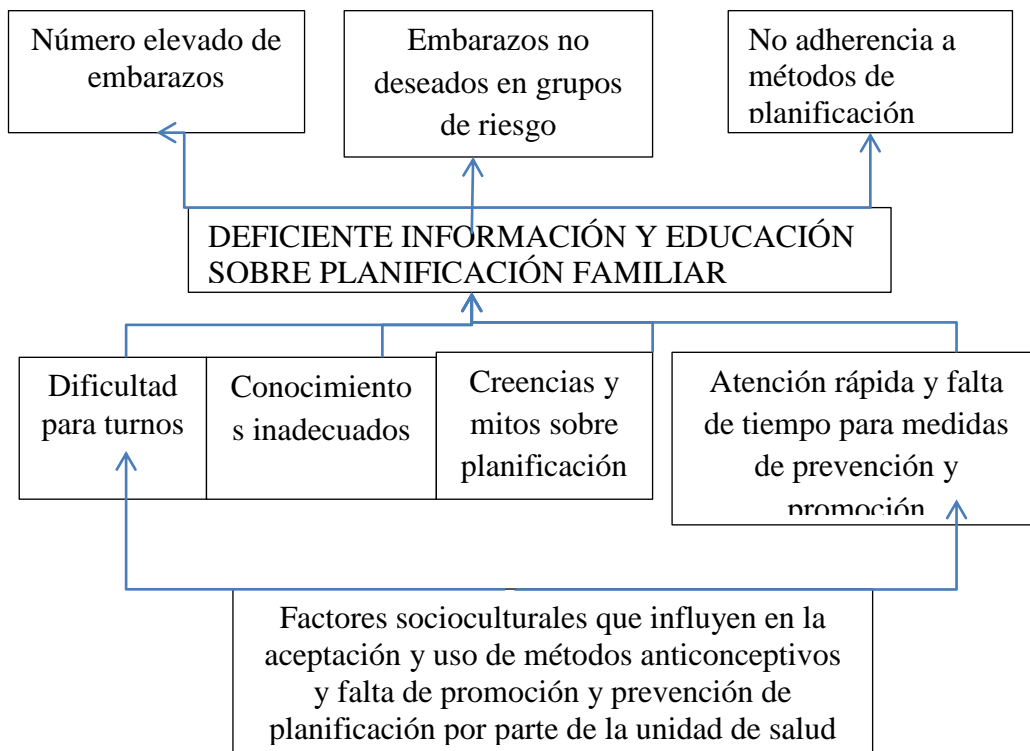 Número elevado de
embarazos
Embarazos no
deseados en grupos
de riesgo
No adherencia a
métodos de
planificación
DEFICIENTE INFORMACIÓN Y EDUCACIÓN
SOBRE PLANIFICACIÓN FAMILIAR
Dificultad
para turnos
Conocimiento
s inadecuados
Creencias y
mitos sobre
planificación
Atención rápida y falta
de tiempo para medidas
de prevención y
promoción
Factores socioculturales que influyen en la
aceptación y uso de métodos anticonceptivos
y falta de promoción y prevención de
planificación por parte de la unidad de salud